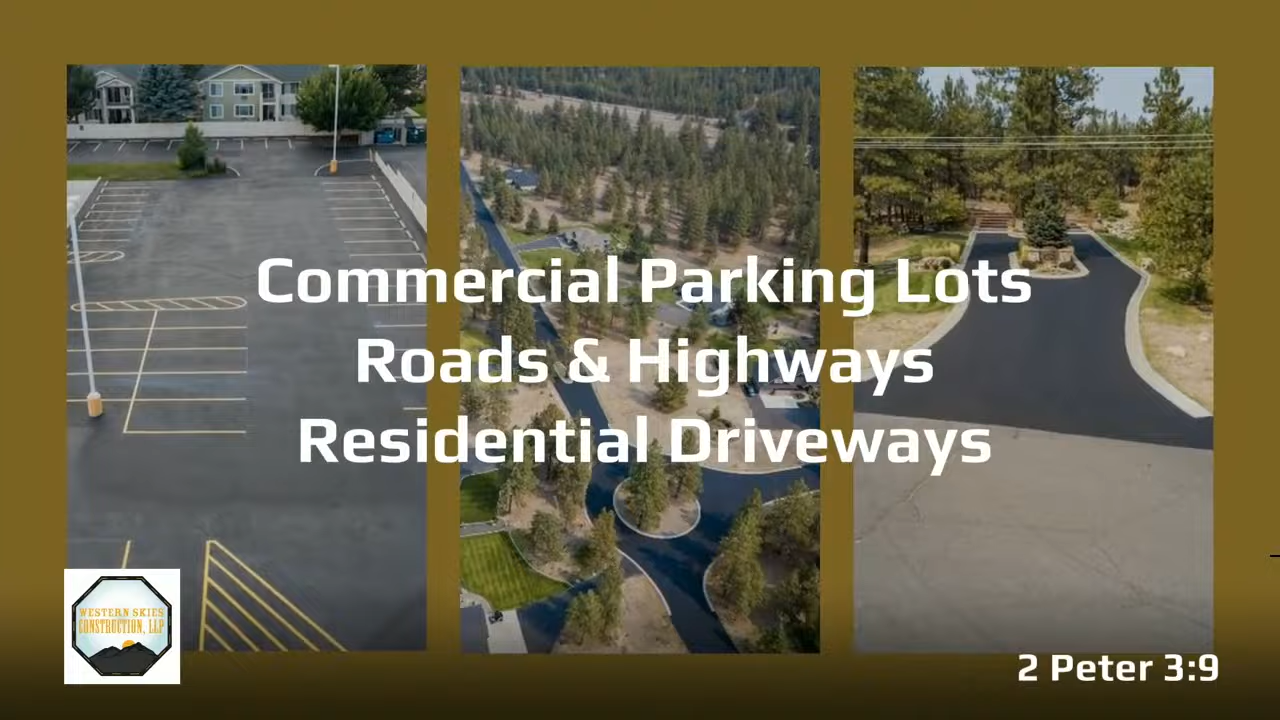 Commercial Parking Lots
Roads & Highways
Residential Driveways
WESTERN SKIES
CONSTRUCTION, LLP
2 Peter 3:9